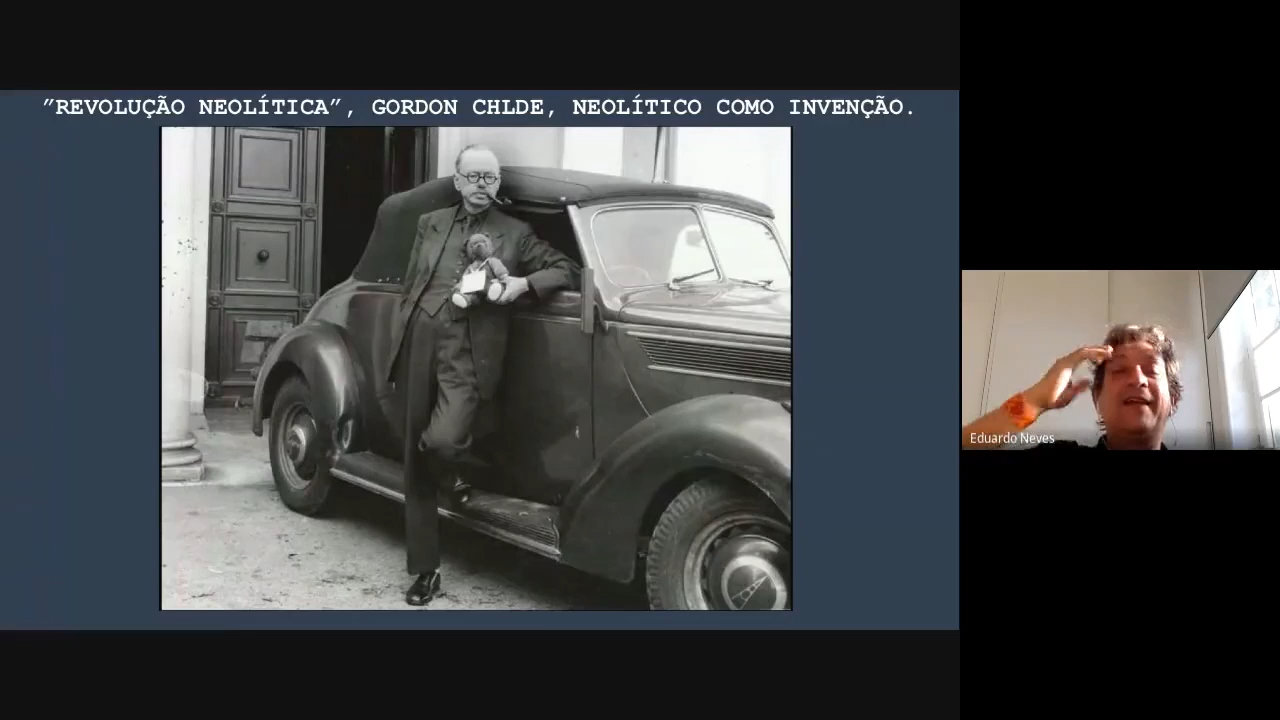 ”REVOLUÇÃO NEOLÍTICA”, GORDON CHLDE, NEOLÍTICO COMO INVENÇÃO.
Eduardo Neves